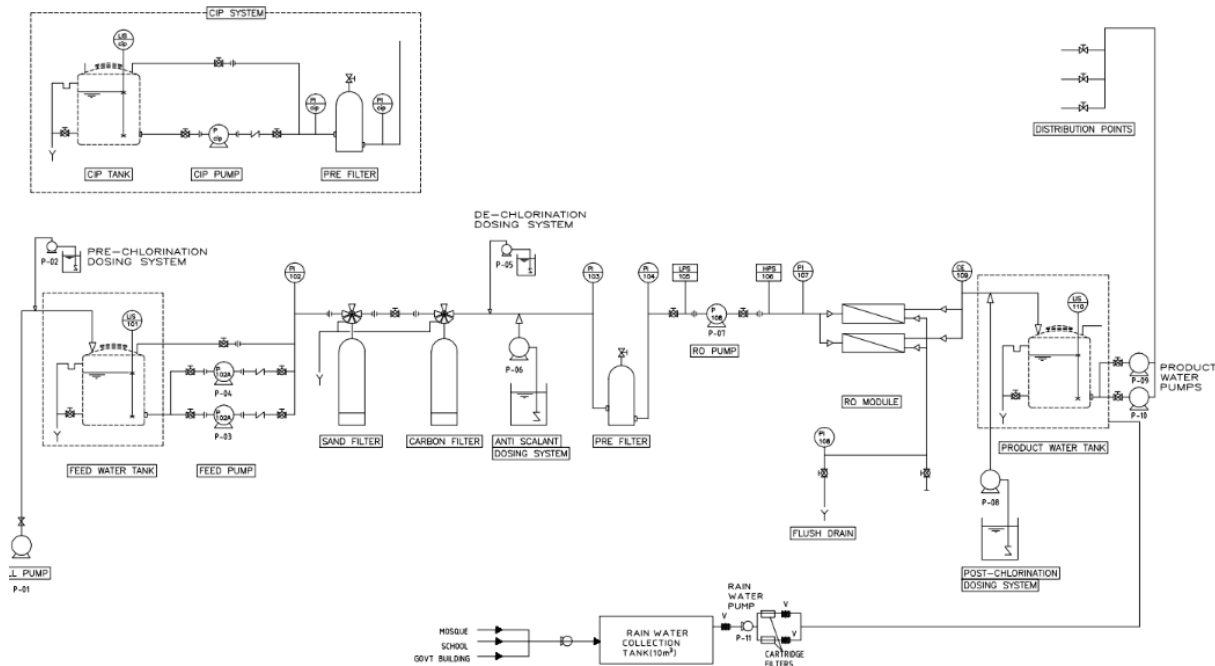 CIP SYSTEM
LIS
cip
P
cip
PI
cip
PI
cip
CIP TANK
CIP PUMP
PRE FILTER
DISTRIBUTION POINTS
P-02
PRE-CHLORINATION
DOSING SYSTEM
DE-CHLORINATION
DOSING SYSTEM
P-05
LIS
101
PI
102
PI
103
PI
104
LPS
105
HPS
106
PI
107
CE
109
LIS
110
P
102A
P-04
P
102A
P-03
P-06
P
106
P-07
RO PUMP
P-09
P-10
PRODUCT
WATER
PUMPS
FEED WATER TANK
FEED PUMP
SAND FILTER
CARBON FILTER
ANTI SCALANT
DOSING SYSTEM
PRE FILTER
RO MODULE
PRODUCT WATER TANK
PI
108
FLUSH DRAIN
P-08
POST-CHLORINATION
DOSING SYSTEM
LL PUMP
P-01
MOSQUE
SCHOOL
GOVT BUILDING
RAIN WATER
COLLECTION
TANK(10m³)
RAIN
WATER
PUMP
V
P-11
V
V
CARTRIDGE
FILTERS